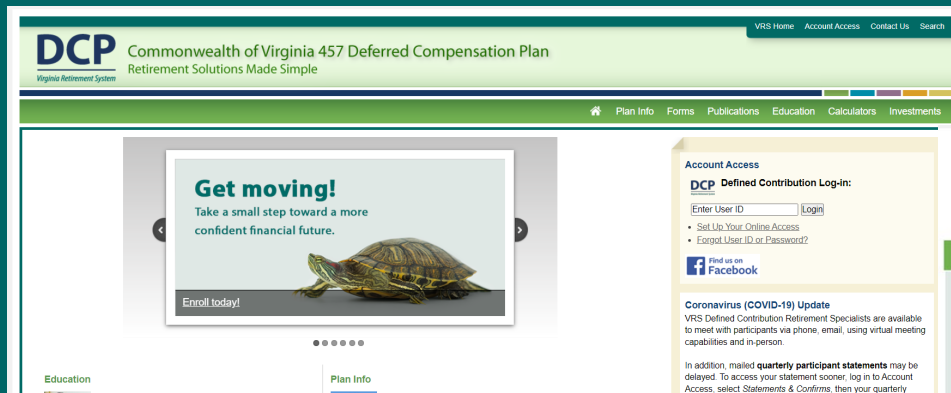 VRS Home Account Access Contact Us Search
DCP
Virginia Retirement System
Commonwealth of Virginia 457 Deferred Compensation Plan
Retirement Solutions Made Simple
Plan Info Forms Publications Education Calculators Investments
Get moving!
Take a small step toward a more
confident financial future.
Enroll today!
Education
Plan Info
Account Access
DCP Defined Contribution Log-in:
Enter User ID Login
Set Up Your Online Access
Forgot User ID or Password?
Find us on
Facebook
Coronavirus (COVID-19) Update
VRS Defined Contribution Retirement Specialists are available
to meet with participants via phone, email, using virtual meeting
capabilities and in-person.
In addition, mailed quarterly participant statements may be
delayed. To access your statement sooner, log in to Account
Access, select Statements & Confirms, then your quarterly